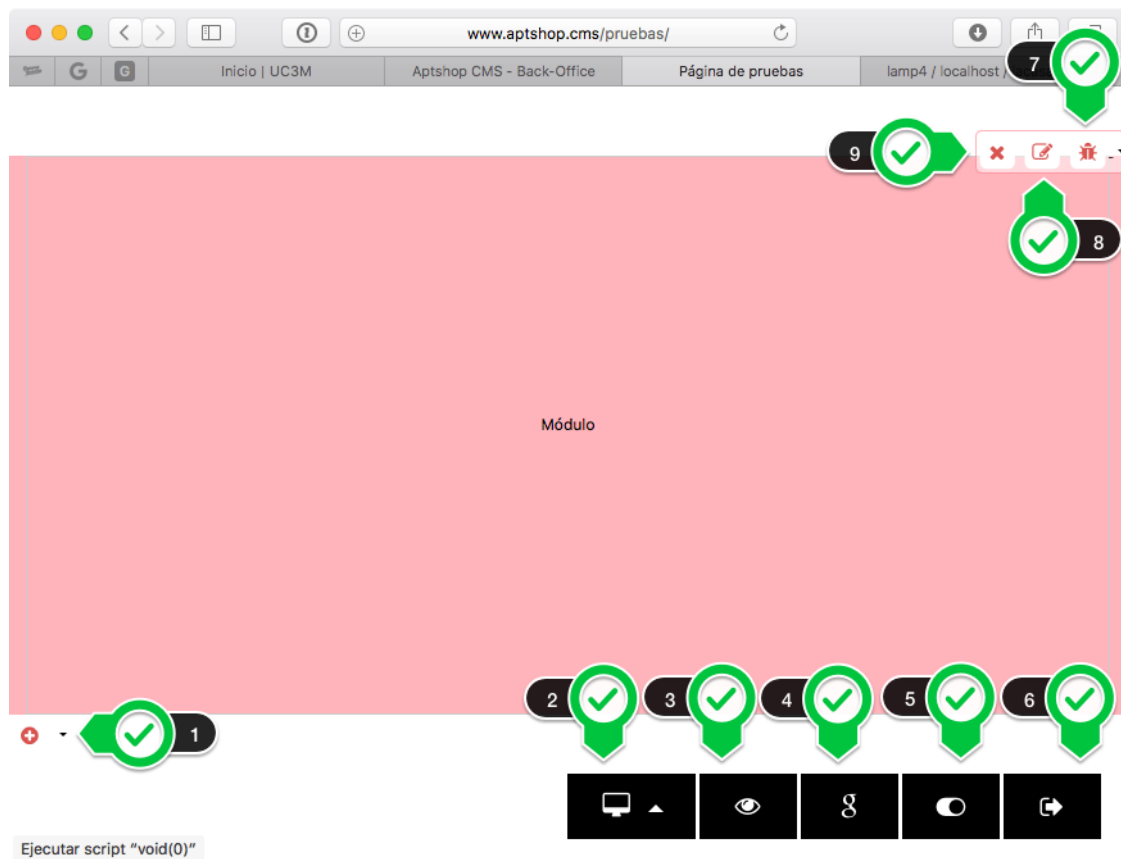 www.aptshop.cms/pruebas/
G G Inicio | UC3M Aptshop CMS - Back-Office Página de pruebas lamp4 / localhost /
7
9
8
Módulo
2 3 4 5 6
1
g
Ejecutar script “void(0)”